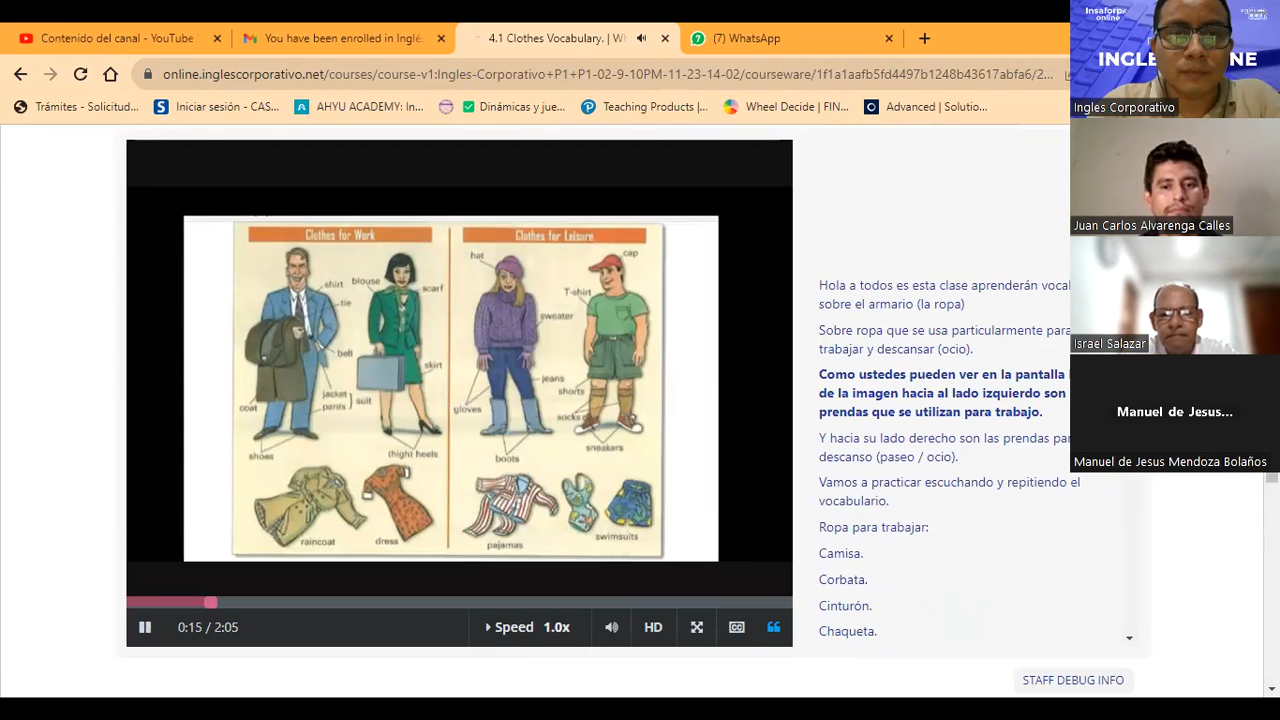 Contenido del canal - YouTube
You have been enrolled in Inglé
4.1 Clothes Vocabulary. | W
(7) WhatsApp
online.inglescorporativo.net/courses/course-v1:Ingles-Corporativo+P1+P1-02-9-10PM-11-23-14-02/courseware/1f1a1aafb5fd4497b1248b43617abfa6/2...
Trámites - Solicitud...
Iniciar sesión - CAS...
AHYU ACADEMY: In...
Dinámicas y jue...
Teaching Products |...
Wheel Decide | FIN...
Advanced | Solutio...
Clothes for Work
Clothes for Leisure
shirt
blouse
scarf
tie
belt
skirt
jacket
pants
suit
coat
shoes
(high) heels
raincoat
dress
hat
cap
T-shirt
sweater
jeans
shorts
gloves
socks
sneakers
boots
pajamas
swimsuits
0:15 / 2:05
Speed 1.0x
HD
CC
Hola a todos es esta clase aprenderán voca
sobre el armario (la ropa)
Sobre ropa que se usa particularmente para
trabajar y descansar (ocio).
Como ustedes pueden ver en la pantalla
de la imagen hacia al lado izquierdo son
prendas que se utilizan para trabajo.
Y hacia su lado derecho son las prendas par
descanso (paseo / ocio).
Vamos a practicar escuchando y repitiendo el
vocabulario.
Ropa para trabajar:
Camisa.
Corbata.
Cinturón.
Chaqueta.
STAFF DEBUG INFO
Insaforp
online
INGLE
NE
Ingles Corporativo
Juan Carlos Alvarenga Calles
Israel Salazar
Manuel de Jesus...
Manuel de Jesus Mendoza Bolaños